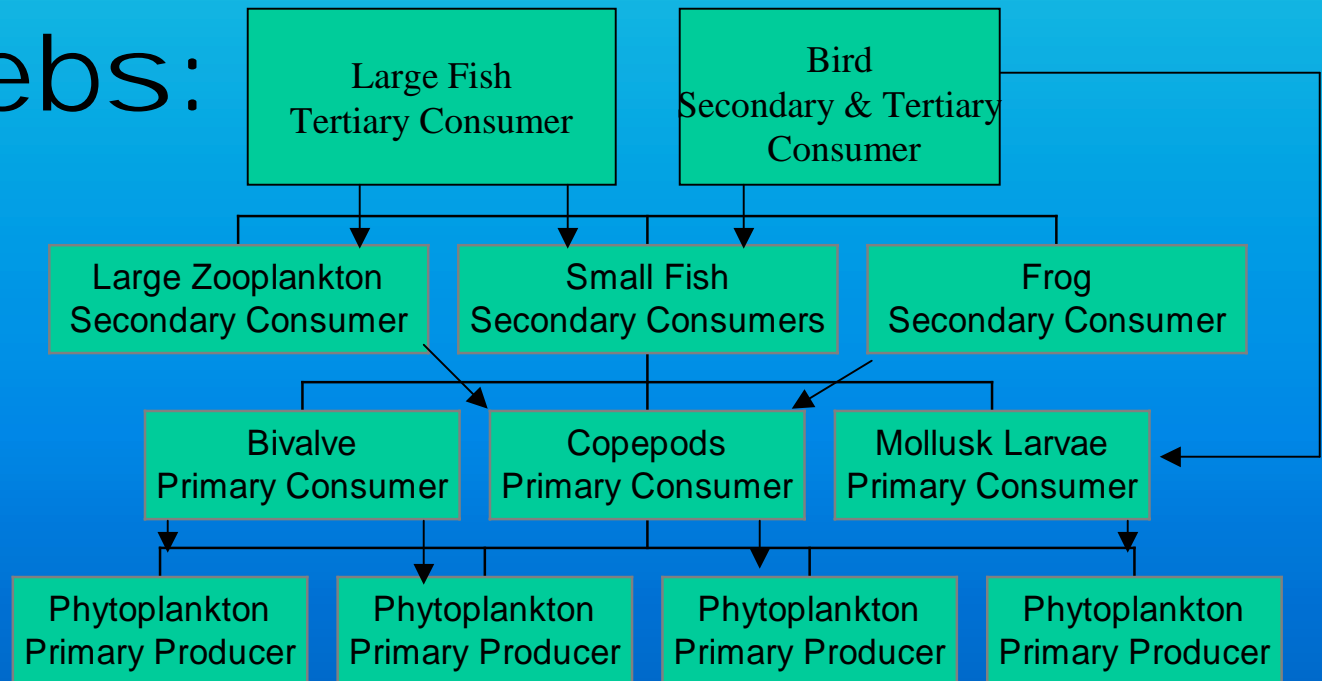 ebs:
Large Fish
Tertiary Consumer
Bird
Secondary & Tertiary
Consumer
Large Zooplankton
Secondary Consumer
Small Fish
Secondary Consumers
Frog
Secondary Consumer
Bivalve
Primary Consumer
Copepods
Primary Consumer
Mollusk Larvae
Primary Consumer
Phytoplankton
Primary Producer
Phytoplankton
Primary Producer
Phytoplankton
Primary Producer
Phytoplankton
Primary Producer